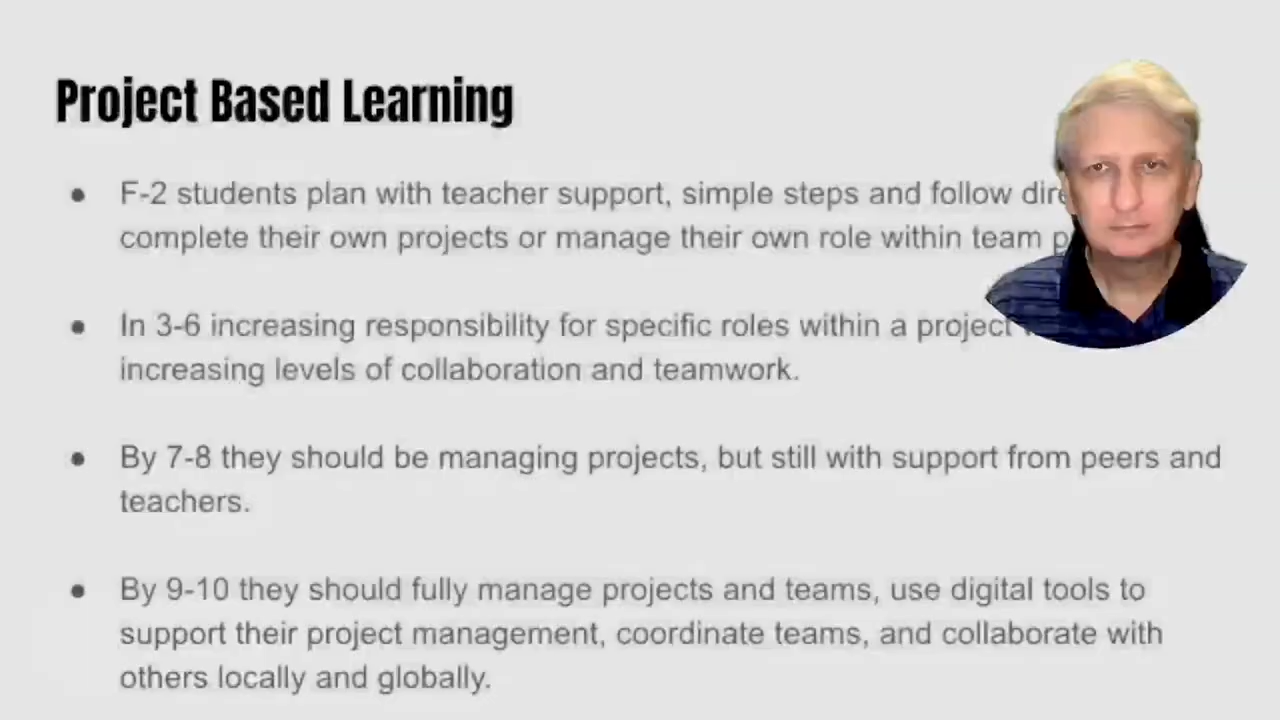 Project Based Learning
● F-2 students plan with teacher support, simple steps and follow
complete their own projects or manage their own role within team
● In 3-6 increasing responsibility for specific roles within a project
increasing levels of collaboration and teamwork.
● By 7-8 they should be managing projects, but still with support from peers and
teachers.
● By 9-10 they should fully manage projects and teams, use digital tools to
support their project management, coordinate teams, and collaborate with
others locally and globally.